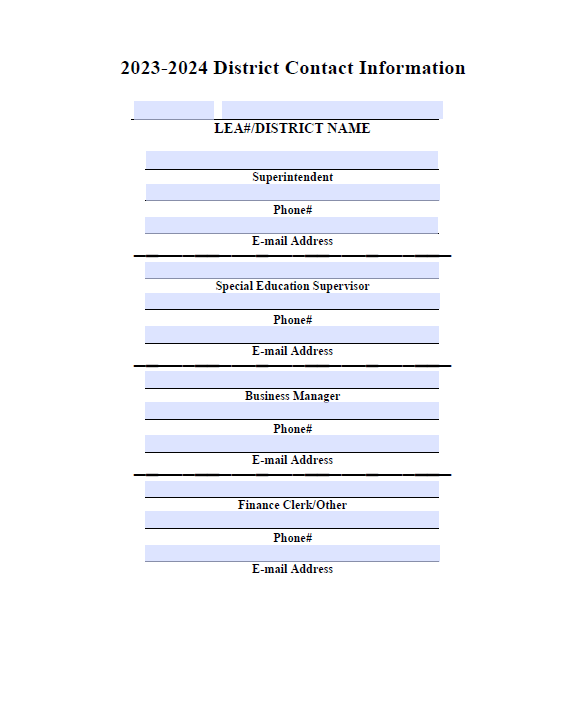 2023-2024 District Contact Information
LEA#/DISTRICT NAME
Superintendent
Phone#
E-mail Address
Special Education Supervisor
Phone#
E-mail Address
Business Manager
Phone#
E-mail Address
Finance Clerk/Other
Phone#
E-mail Address